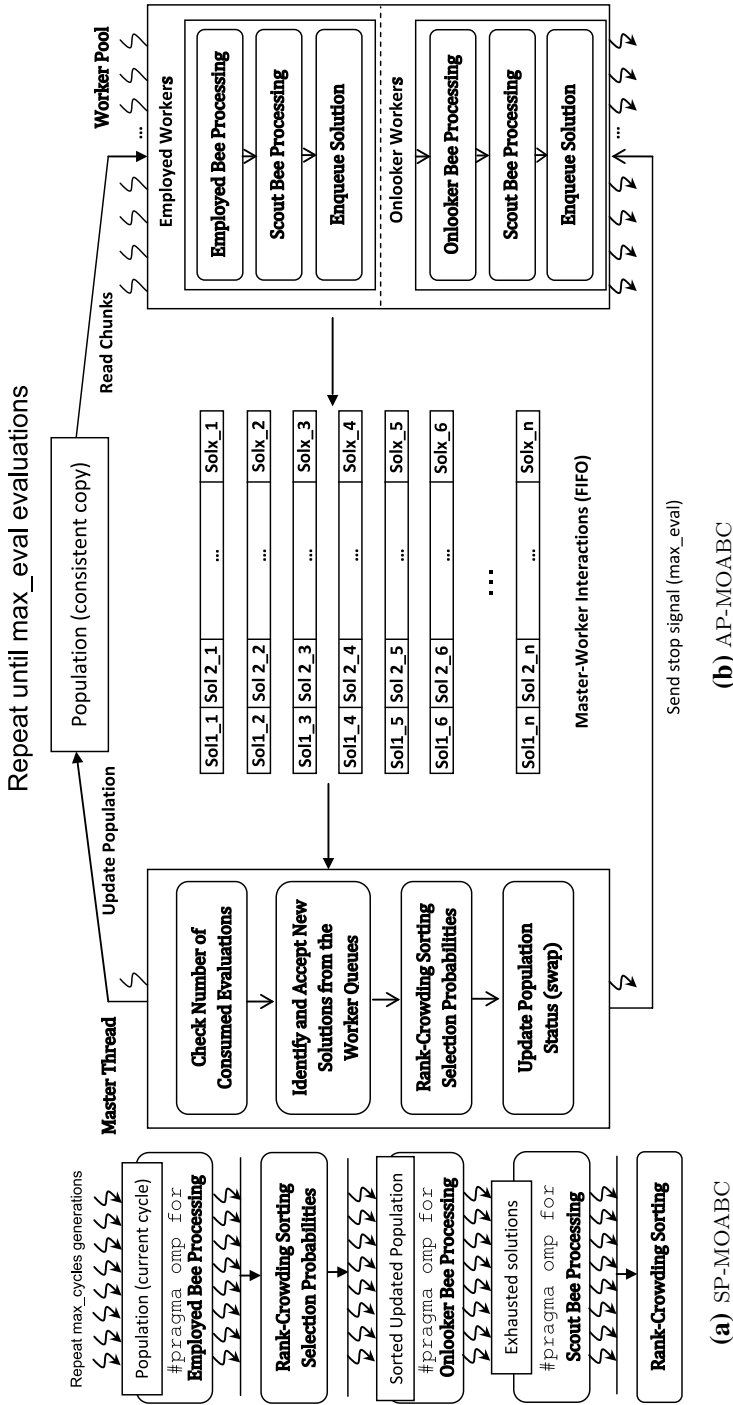 Repeat max_cycles generations
Population (current cycle)
#pragma omp for
Employed Bee Processing
Rank-Crowding Sorting
Selection Probabilities
Sorted Updated Population
#pragma omp for
Onlooker Bee Processing
Exhausted solutions
#pragma omp for
Scout Bee Processing
Rank-Crowding Sorting
(a) SP-MOABC
Repeat until max_eval evaluations
Population (consistent copy)
Update Population
Read Chunks
Master Thread
Check Number of
Consumed Evaluations
Identify and Accept New
Solutions from the
Worker Queues
Rank-Crowding Sorting
Selection Probabilities
Update Population
Status (swap)
Sol1_1 Sol 2_1 ... Solx_1
Sol1_2 Sol 2_2 ... Solx_2
Sol1_3 Sol 2_3 ... Solx_3
Sol1_4 Sol 2_4 ... Solx_4
Sol1_5 Sol 2_5 ... Solx_5
Sol1_6 Sol 2_6 ... Solx_6
...
Sol1_n Sol 2_n ... Solx_n
Master-Worker Interactions (FIFO)
Worker Pool
...
Employed Workers
Employed Bee Processing
Scout Bee Processing
Enqueue Solution
Onlooker Workers
Onlooker Bee Processing
Scout Bee Processing
Enqueue Solution
...
Send stop signal (max_eval)
(b) AP-MOABC